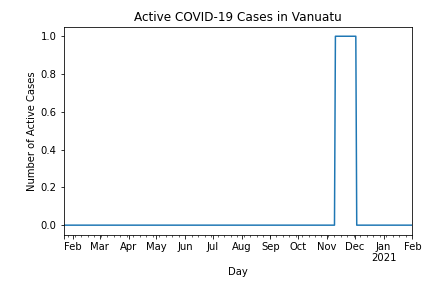 Active COVID-19 Cases in Vanuatu
Number of Active Cases
1.0
0.8
0.6
0.4
0.2
0.0
Feb Mar Apr May Jun Jul Aug Sep Oct Nov Dec Jan Feb
2021
Day